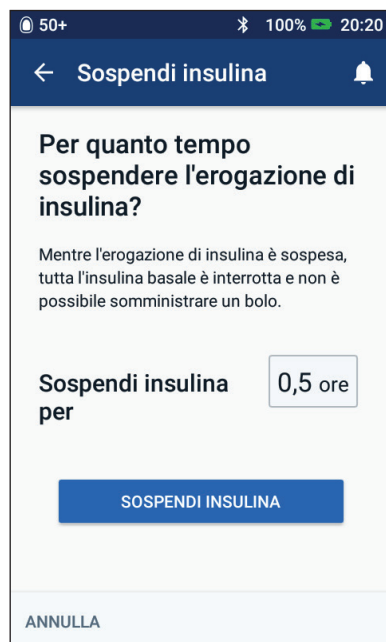 50+ 100% 20:20
Sospendi insulina
Per quanto tempo
sospendere l'erogazione di
insulina?
Mentre l'erogazione di insulina è sospesa,
tutta l'insulina basale è interrotta e non è
possibile somministrare un bolo.
Sospendi insulina 0,5 ore
per
SOSPENDI INSULINA
ANNULLA